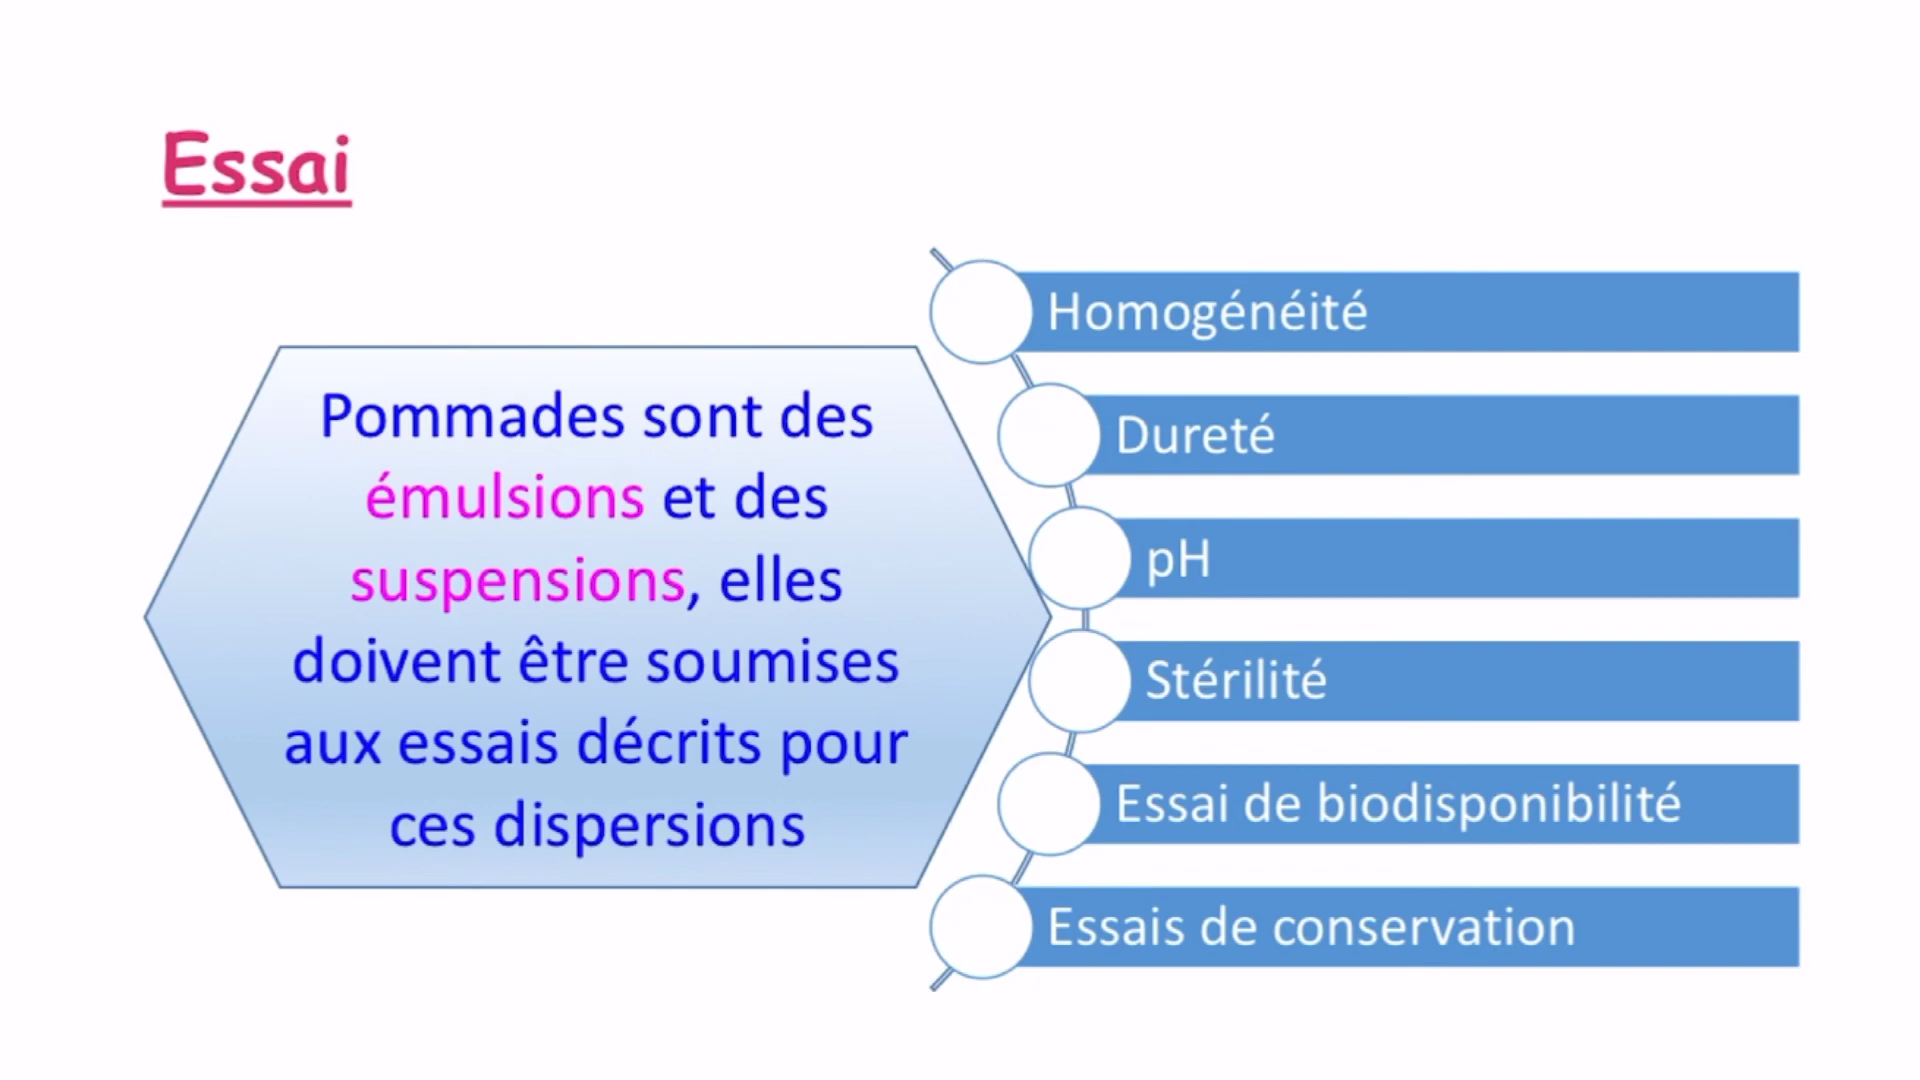 Essai
Pommades sont des
émulsions et des
suspensions, elles
doivent être soumises
aux essais décrits pour
ces dispersions
Homogénéité
Dureté
pH
Stérilité
Essai de biodisponibilité
Essais de conservation